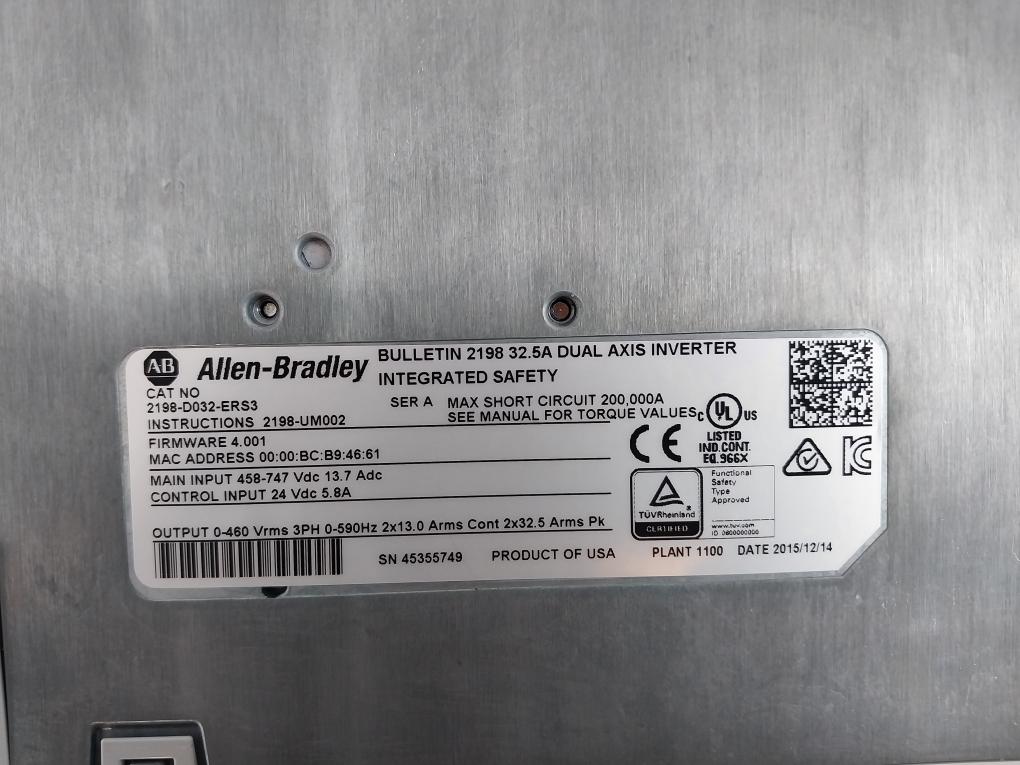 AB Allen-Bradley
BULLETIN 2198 32.5A DUAL AXIS INVERTER
INTEGRATED SAFETY
CAT NO
2198-D032-ERS3
SER A MAX SHORT CIRCUIT 200,000A
INSTRUCTIONS 2198-UM002
SEE MANUAL FOR TORQUE VALUES
FIRMWARE 4.001
MAC ADDRESS 00:00:BC:B9:46:61
MAIN INPUT 458-747 Vdc 13.7 Adc
CONTROL INPUT 24 Vdc 5.8A
OUTPUT 0-460 Vrms 3PH 0-590Hz 2x13.0 Arms Cont 2x32.5 Arms Pk
C UL US
LISTED
IND.CONT.
EQ.966X
CE
KC
TÜVRheinland®
CERTIFIED
Functional
Safety
Type
Approved
www.tuv.com
ID 0600000000
SN 45355749 PRODUCT OF USA PLANT 1100 DATE 2015/12/14